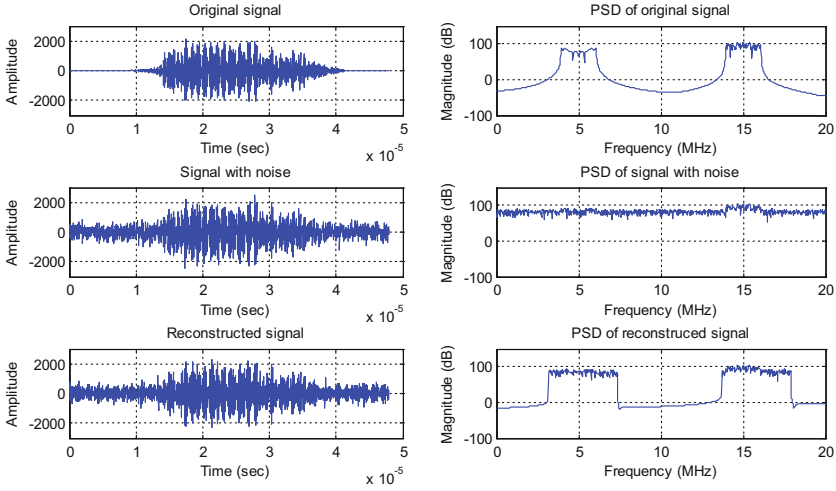 Original signal
2000
0
-2000
Amplitude
0 1 2 3 4 5
Time (sec)
x 10^-5
PSD of original signal
100
0
-100
Magnitude (dB)
0 5 10 15 20
Frequency (MHz)
Signal with noise
2000
0
-2000
Amplitude
0 1 2 3 4 5
Time (sec)
x 10^-5
PSD of signal with noise
100
0
-100
Magnitude (dB)
0 5 10 15 20
Frequency (MHz)
Reconstructed signal
2000
0
-2000
Amplitude
0 1 2 3 4 5
Time (sec)
x 10^-5
PSD of reconstruced signal
100
0
-100
Magnitude (dB)
0 5 10 15 20
Frequency (MHz)